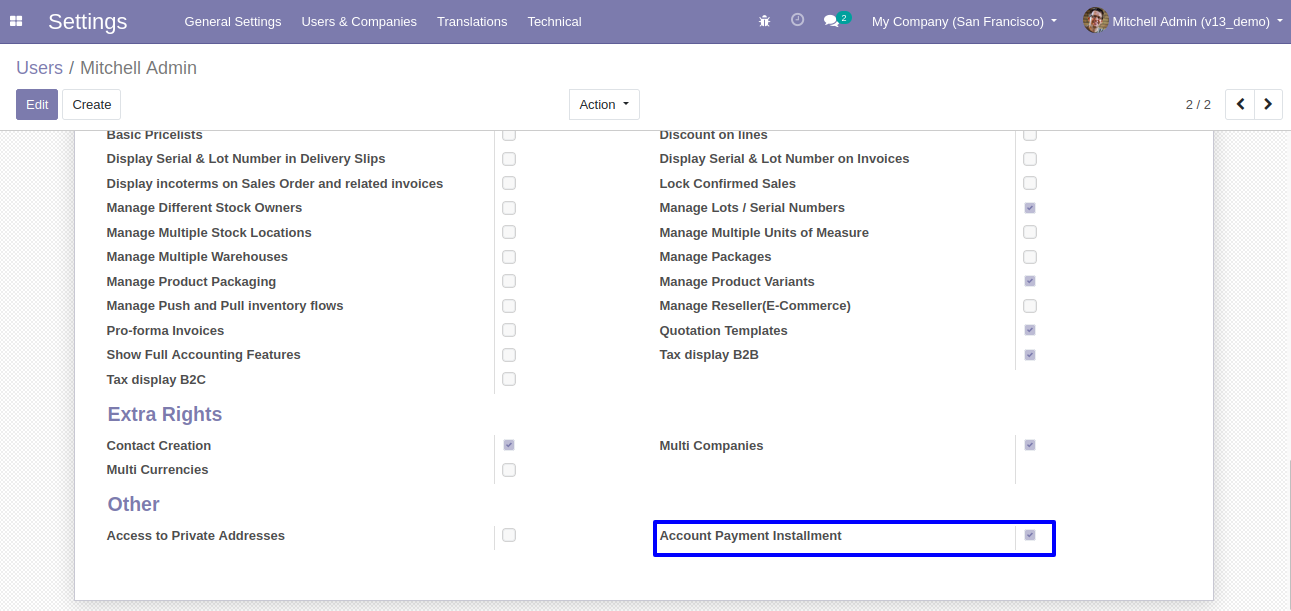 Settings General Settings Users & Companies Translations Technical 2 My Company (San Francisco) Mitchell Admin (v13_demo)
Users / Mitchell Admin
Edit Create Action 2 / 2
Basic Pricelists Discount on lines
Display Serial & Lot Number in Delivery Slips Display Serial & Lot Number on Invoices
Display incoterms on Sales Order and related invoices Lock Confirmed Sales
Manage Different Stock Owners Manage Lots / Serial Numbers
Manage Multiple Stock Locations Manage Multiple Units of Measure
Manage Multiple Warehouses Manage Packages
Manage Product Packaging Manage Product Variants
Manage Push and Pull inventory flows Manage Reseller(E-Commerce)
Pro-forma Invoices Quotation Templates
Show Full Accounting Features Tax display B2B
Tax display B2C
Extra Rights
Contact Creation Multi Companies
Multi Currencies
Other
Access to Private Addresses Account Payment Installment